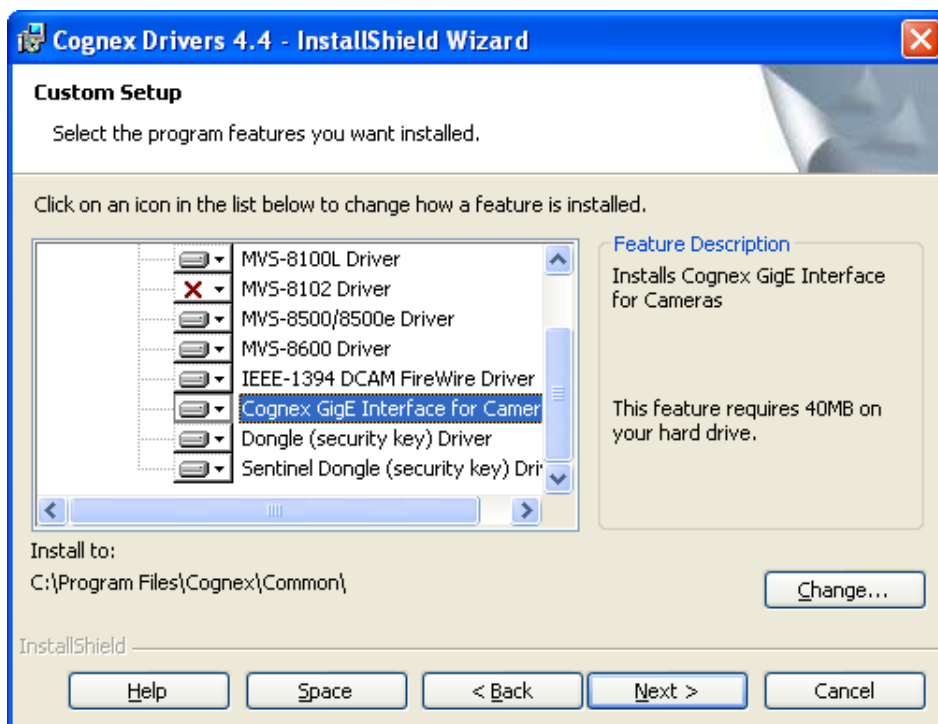 Cognex Drivers 4.4 - InstallShield Wizard
Custom Setup
Select the program features you want installed.
Click on an icon in the list below to change how a feature is installed.
MVS-8100L Driver
MVS-8102 Driver
MVS-8500/8500e Driver
MVS-8600 Driver
IEEE-1394 DCAM FireWire Driver
Cognex GigE Interface for Camer
Dongle (security key) Driver
Sentinel Dongle (security key) Dri
Feature Description
Installs Cognex GigE Interface
for Cameras
This feature requires 40MB on
your hard drive.
Install to:
C:\Program Files\Cognex\Common\
Change...
InstallShield
Help
Space
< Back
Next >
Cancel